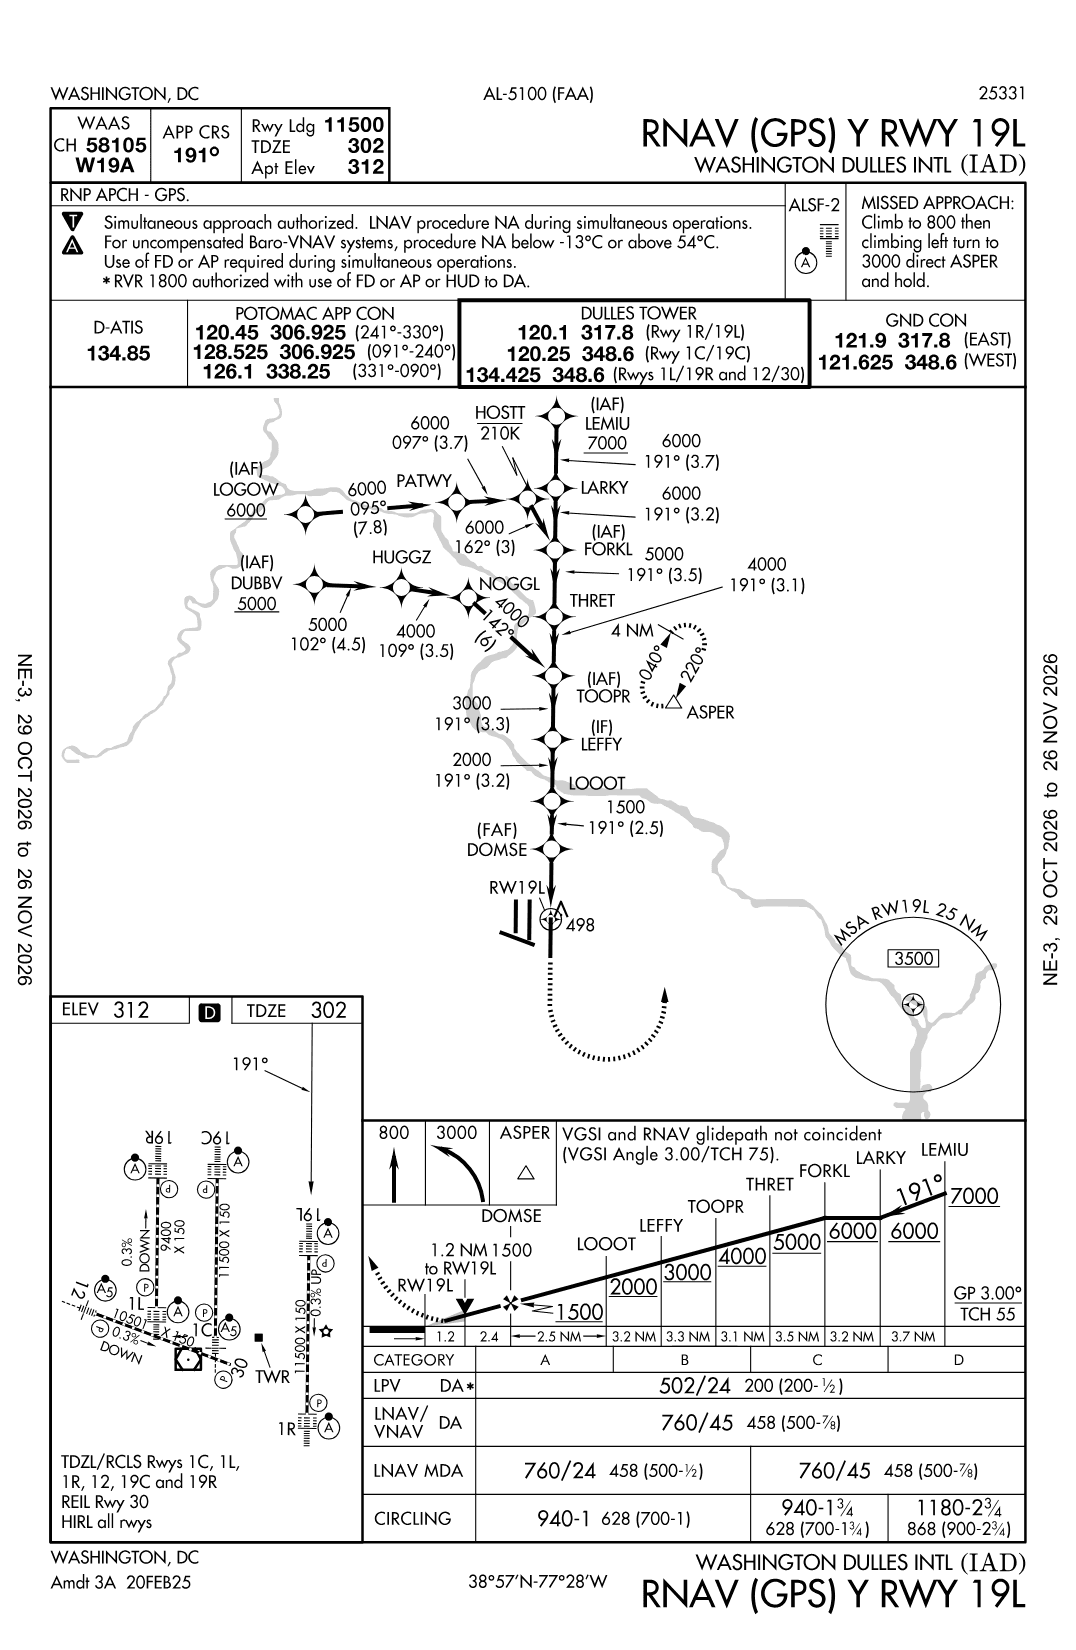 WASHINGTON, DC
AL-5100 (FAA)
25331
WAAS
CH 58105
W19A
APP CRS
191°
Rwy Ldg 11500
TDZE 302
Apt Elev 312
RNAV (GPS) Y RWY 19L
WASHINGTON DULLES INTL (IAD)
RNP APCH - GPS.
T
A
Simultaneous approach authorized. LNAV procedure NA during simultaneous operations.
For uncompensated Baro-VNAV systems, procedure NA below -13°C or above 54°C.
Use of FD or AP required during simultaneous operations.
* RVR 1800 authorized with use of FD or AP or HUD to DA.
ALSF-2
A
MISSED APPROACH:
Climb to 800 then
climbing left turn to
3000 direct ASPER
and hold.
D-ATIS
134.85
POTOMAC APP CON
120.45 306.925 (241°-330°)
128.525 306.925 (091°-240°)
126.1 338.25 (331°-090°)
DULLES TOWER
120.1 317.8 (Rwy 1R/19L)
120.25 348.6 (Rwy 1C/19C)
134.425 348.6 (Rwys 1L/19R and 12/30)
GND CON
121.9 317.8 (EAST)
121.625 348.6 (WEST)
(IAF)
LEMIU
7000
HOSTT
210K
6000
097° (3.7)
6000
191° (3.7)
(IAF)
LOGOW
6000
PATWY
6000
095°
(7.8)
LARKY
6000
191° (3.2)
6000
162° (3)
(IAF)
FORKL
5000
191° (3.5)
4000
191° (3.1)
(IAF)
DUBBV
5000
HUGGZ
NOGGL
THRET
5000
102° (4.5)
4000
109° (3.5)
4000
142°
(6)
4 NM
040°
220°
ASPER
(IAF)
TOOPR
3000
191° (3.3)
(IF)
LEFFY
2000
191° (3.2)
LOOOT
1500
191° (2.5)
(FAF)
DOMSE
RW19L
498
MSA RW19L 25 NM
3500
NE-3, 29 OCT 2026 to 26 NOV 2026
NE-3, 29 OCT 2026 to 26 NOV 2026
ELEV 312
D
TDZE 302
191°
19R
19C
A
A
P
P
19L
A
P
0.3%
DOWN
9400
X 150
11500 X 150
0.3% UP
11500 X 150
12
A5
P
P
1L
A
P
1C
A5
10501 X 150
0.3%
DOWN
30
P
TWR
P
1R
A
TDZL/RCLS Rwys 1C, 1L,
1R, 12, 19C and 19R
REIL Rwy 30
HIRL all rwys
800
3000
ASPER
VGSI and RNAV glidepath not coincident
(VGSI Angle 3.00/TCH 75).
LEMIU
LARKY
FORKL
THRET
TOOPR
LEFFY
LOOOT
DOMSE
1.2 NM
to RW19L
1500
RW19L
191°
7000
6000
6000
5000
4000
3000
2000
1500
GP 3.00°
TCH 55
1.2
2.4
2.5 NM
3.2 NM
3.3 NM
3.1 NM
3.5 NM
3.2 NM
3.7 NM
CATEGORY A B C D
LPV DA* 502/24 200 (200-½)
LNAV/
VNAV DA 760/45 458 (500-⅞)
LNAV MDA 760/24 458 (500-½) 760/45 458 (500-⅞)
CIRCLING 940-1 628 (700-1)
940-1¾
628 (700-1¾)
1180-2¾
868 (900-2¾)
WASHINGTON, DC
Amdt 3A 20FEB25
38°57'N-77°28'W
WASHINGTON DULLES INTL (IAD)
RNAV (GPS) Y RWY 19L